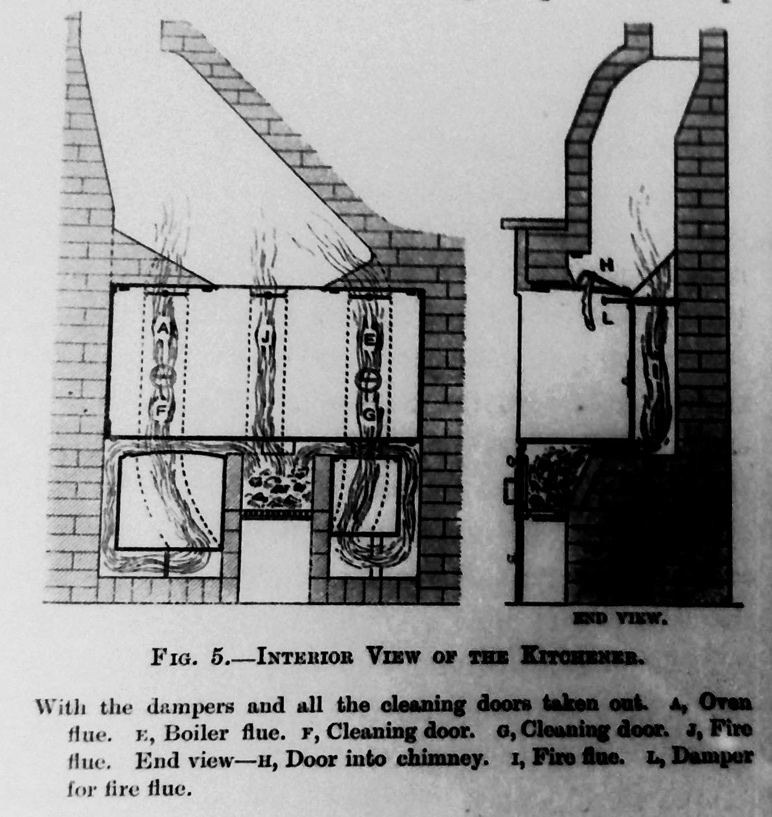 A
J
E
F
G
H
L
I
END VIEW.
FIG. 5.—INTERIOR VIEW OF THE KITCHENER.
With the dampers and all the cleaning doors taken out. A, Oven
flue. E, Boiler flue. F, Cleaning door. G, Cleaning door. J, Fire
flue. End view—H, Door into chimney. I, Fire flue. L, Damper
for fire flue.